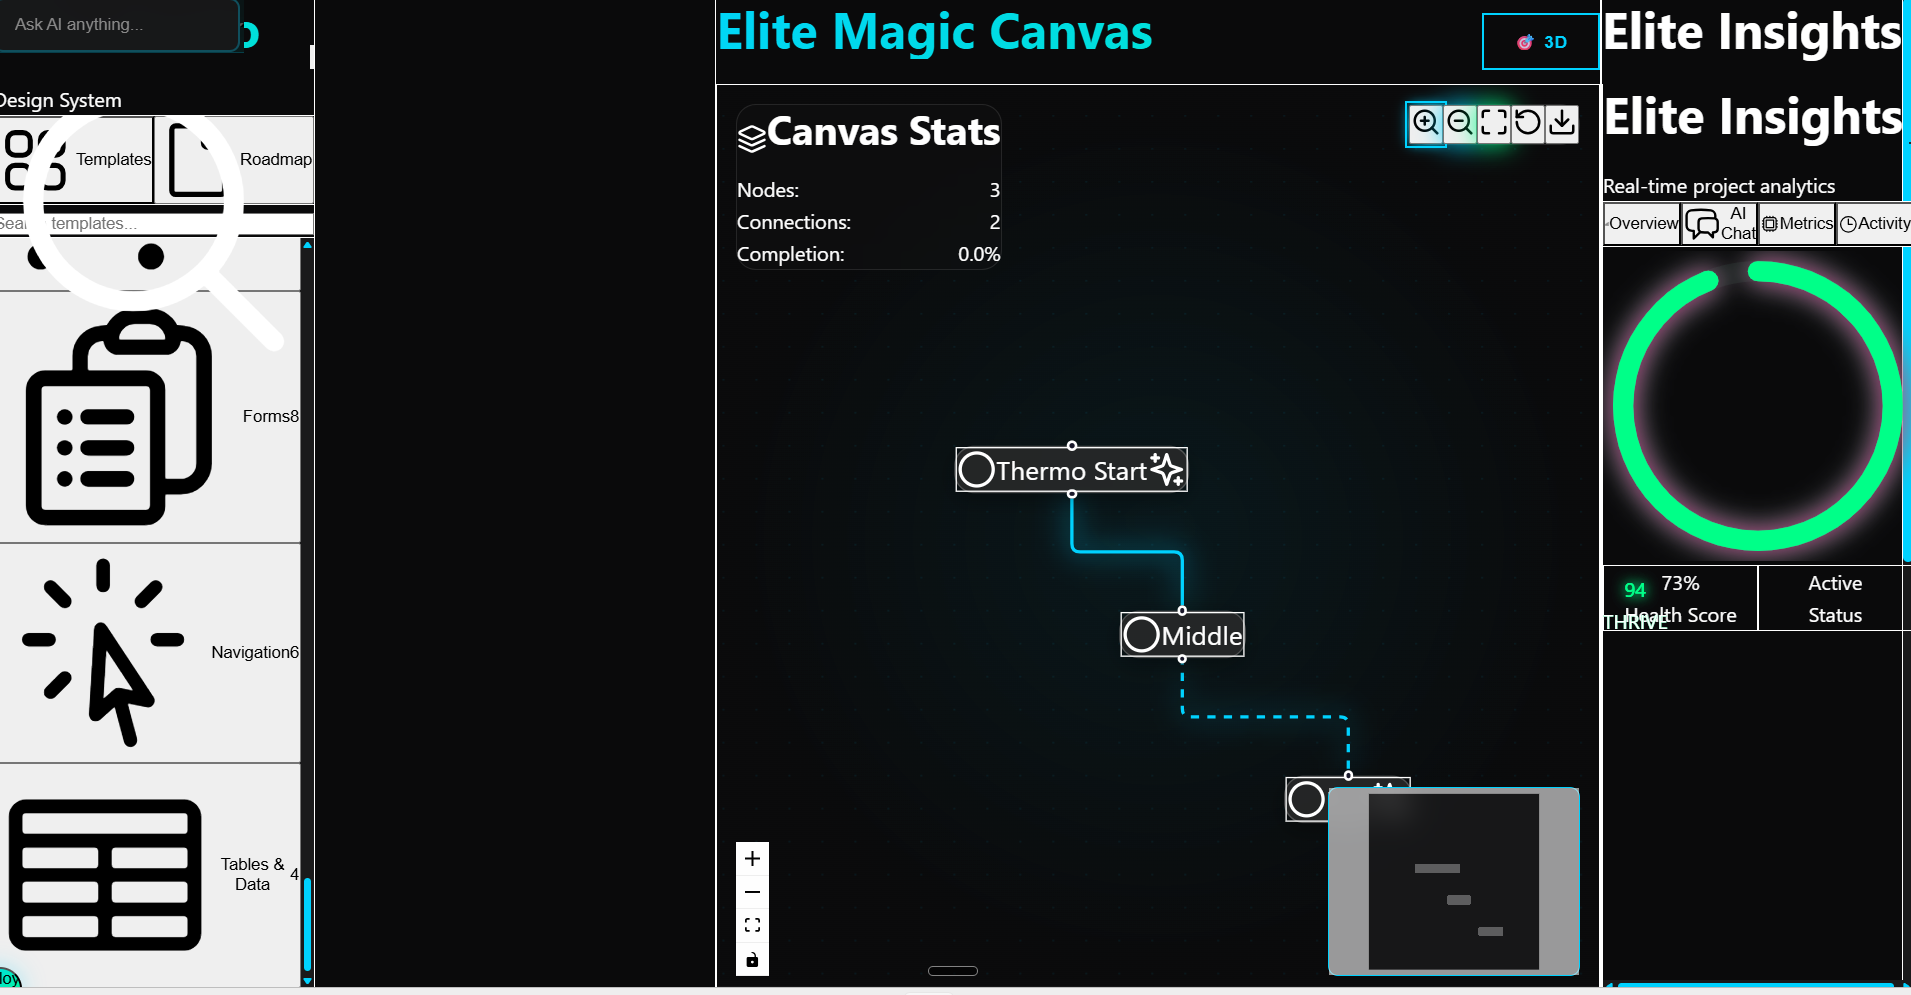 Ask AI anything...
o
Design System
Templates
Roadmap
Search templates...
Forms8
Navigation6
Tables &
Data
4
loy
Elite Magic Canvas
3D
Canvas Stats
Nodes: 3
Connections: 2
Completion: 0.0%
Thermo Start
Middle
Elite Insights
Elite Insights
Real-time project analytics
Overview
AI
Chat
Metrics
Activity
94
73%
Health Score
THRIVE
Active
Status